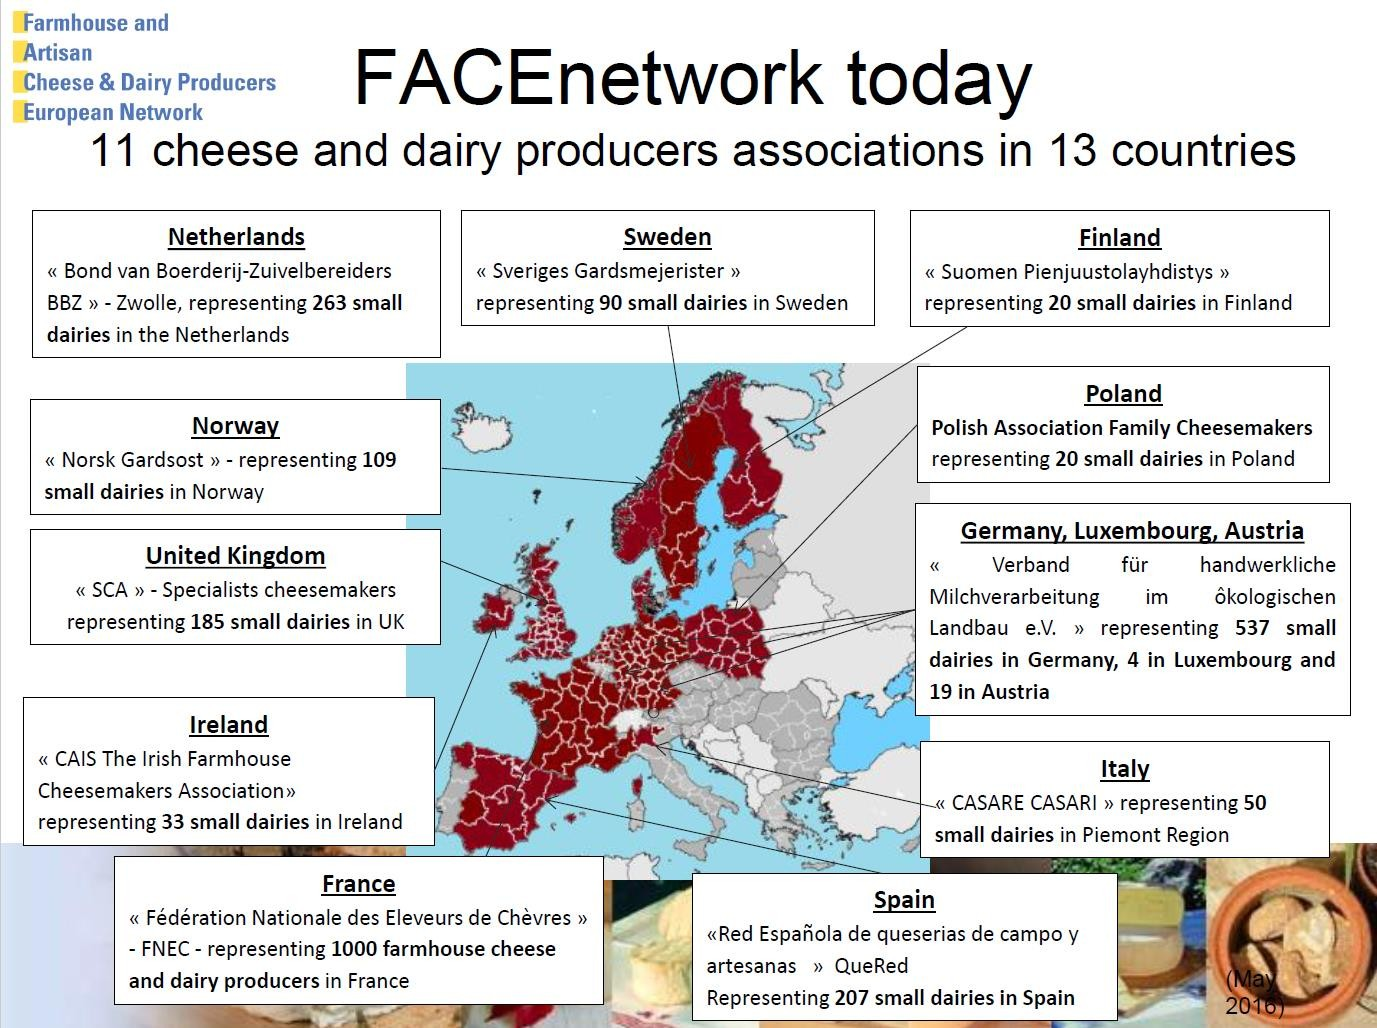 Farmhouse and
Artisan
Cheese & Dairy Producers
European Network
FACEnetwork today
11 cheese and dairy producers associations in 13 countries
Netherlands
« Bond van Boerderij-Zuivelbereiders
BBZ » - Zwolle, representing 263 small
dairies in the Netherlands
Sweden
« Sveriges Gardsmejerister »
representing 90 small dairies in Sweden
Finland
« Suomen Pienjuustolayhdistys »
representing 20 small dairies in Finland
Norway
« Norsk Gardsost » - representing 109
small dairies in Norway
Poland
Polish Association Family Cheesemakers
representing 20 small dairies in Poland
United Kingdom
« SCA » - Specialists cheesemakers
representing 185 small dairies in UK
Germany, Luxembourg, Austria
« Verband für handwerkliche
Milchverarbeitung im ôkologischen
Landbau e.V. » representing 537 small
dairies in Germany, 4 in Luxembourg and
19 in Austria
Ireland
« CAIS The Irish Farmhouse
Cheesemakers Association»
representing 33 small dairies in Ireland
Italy
« CASARE CASARI » representing 50
small dairies in Piemont Region
France
« Fédération Nationale des Eleveurs de Chèvres »
- FNEC - representing 1000 farmhouse cheese
and dairy producers in France
Spain
«Red Española de queserias de campo y
artesanas » QueRed
Representing 207 small dairies in Spain
(May
2016)